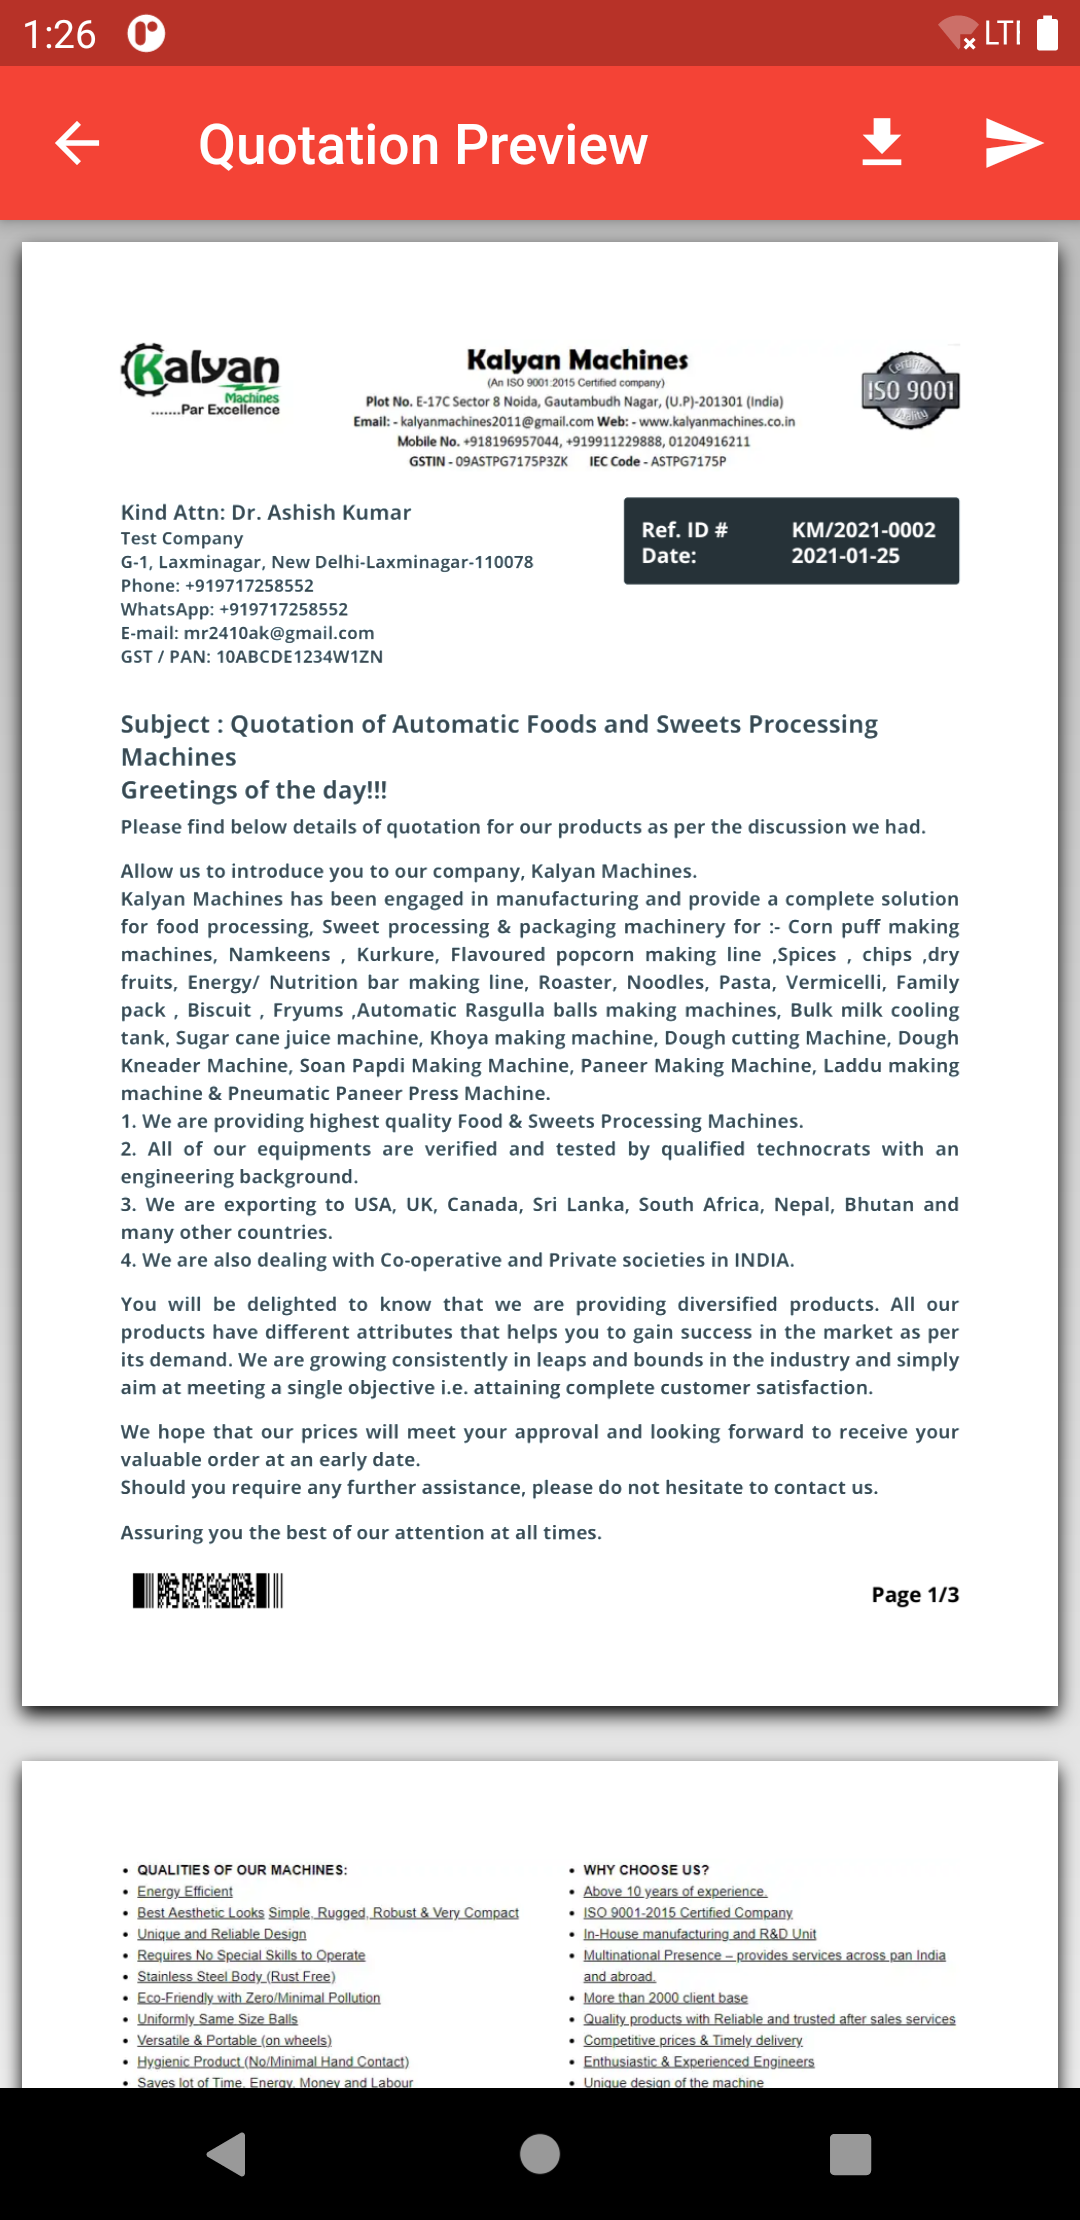 1:26
LTI
Quotation Preview
Kalyan
Machines
.......Par Excellence
Kalyan Machines
(An ISO 9001:2015 Certified company)
Plot No. E-17C Sector 8 Noida, Gautambudh Nagar, (U.P)-201301 (India)
Email: - kalyanmachines2011@gmail.com Web: - www.kalyanmachines.co.in
Mobile No. +918196957044, +919911229888, 01204916211
GSTIN - 09ASTPG7175P3ZK IEC Code - ASTPG7175P
Certified
ISO 9001
Quality
Kind Attn: Dr. Ashish Kumar
Test Company
G-1, Laxminagar, New Delhi-Laxminagar-110078
Phone: +919717258552
WhatsApp: +919717258552
E-mail: mr2410ak@gmail.com
GST / PAN: 10ABCDE1234W1ZN
Ref. ID # KM/2021-0002
Date: 2021-01-25
Subject : Quotation of Automatic Foods and Sweets Processing
Machines
Greetings of the day!!!
Please find below details of quotation for our products as per the discussion we had.
Allow us to introduce you to our company, Kalyan Machines.
Kalyan Machines has been engaged in manufacturing and provide a complete solution
for food processing, Sweet processing & packaging machinery for :- Corn puff making
machines, Namkeens , Kurkure, Flavoured popcorn making line ,Spices , chips ,dry
fruits, Energy/ Nutrition bar making line, Roaster, Noodles, Pasta, Vermicelli, Family
pack , Biscuit , Fryums ,Automatic Rasgulla balls making machines, Bulk milk cooling
tank, Sugar cane juice machine, Khoya making machine, Dough cutting Machine, Dough
Kneader Machine, Soan Papdi Making Machine, Paneer Making Machine, Laddu making
machine & Pneumatic Paneer Press Machine.
1. We are providing highest quality Food & Sweets Processing Machines.
2. All of our equipments are verified and tested by qualified technocrats with an
engineering background.
3. We are exporting to USA, UK, Canada, Sri Lanka, South Africa, Nepal, Bhutan and
many other countries.
4. We are also dealing with Co-operative and Private societies in INDIA.
You will be delighted to know that we are providing diversified products. All our
products have different attributes that helps you to gain success in the market as per
its demand. We are growing consistently in leaps and bounds in the industry and simply
aim at meeting a single objective i.e. attaining complete customer satisfaction.
We hope that our prices will meet your approval and looking forward to receive your
valuable order at an early date.
Should you require any further assistance, please do not hesitate to contact us.
Assuring you the best of our attention at all times.
Page 1/3
• QUALITIES OF OUR MACHINES:
• Energy Efficient
• Best Aesthetic Looks Simple, Rugged, Robust & Very Compact
• Unique and Reliable Design
• Requires No Special Skills to Operate
• Stainless Steel Body (Rust Free)
• Eco-Friendly with Zero/Minimal Pollution
• Uniformly Same Size Balls
• Versatile & Portable (on wheels)
• Hygienic Product (No/Minimal Hand Contact)
• Saves lot of Time, Energy, Money and Labour
• WHY CHOOSE US?
• Above 10 years of experience.
• ISO 9001-2015 Certified Company
• In-House manufacturing and R&D Unit
• Multinational Presence – provides services across pan India
and abroad.
• More than 2000 client base
• Quality products with Reliable and trusted after sales services
• Competitive prices & Timely delivery
• Enthusiastic & Experienced Engineers
• Unique design of the machine